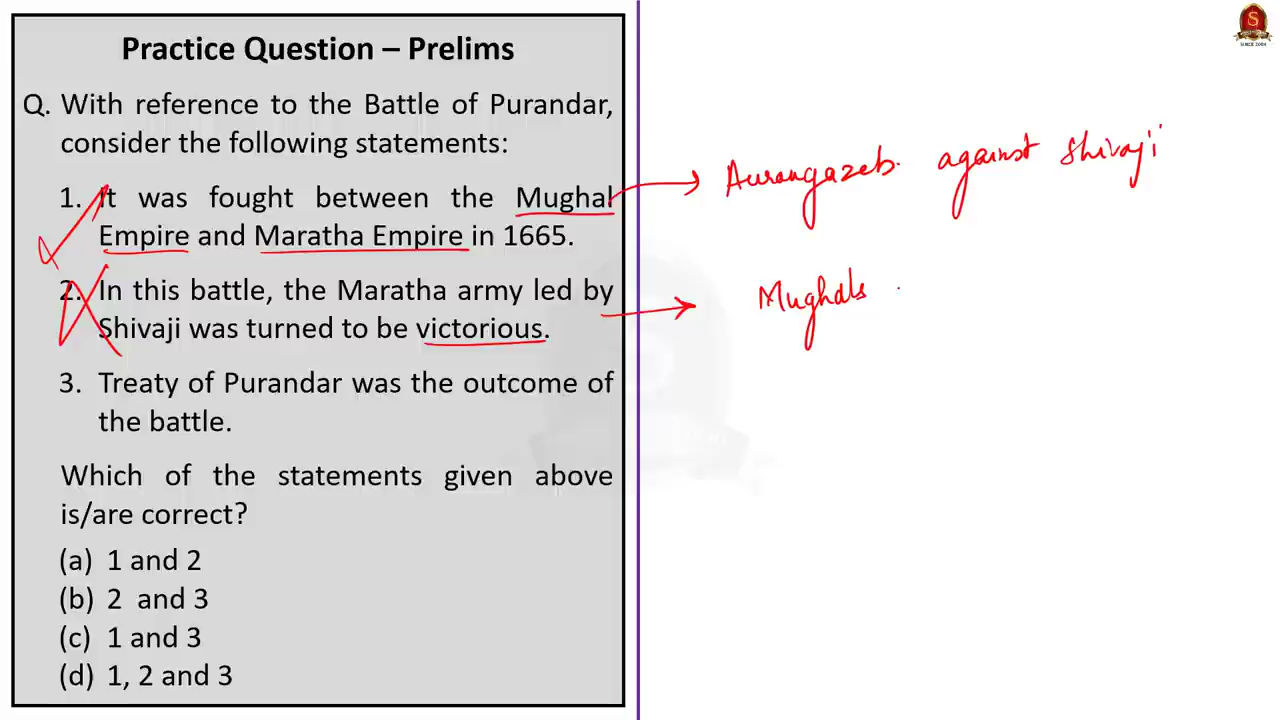 Practice Question – Prelims
Q. With reference to the Battle of Purandar,
consider the following statements:
1. It was fought between the Mughal
Empire and Maratha Empire in 1665.
2. In this battle, the Maratha army led by
Shivaji was turned to be victorious.
3. Treaty of Purandar was the outcome of
the battle.
Which of the statements given above
is/are correct?
(a) 1 and 2
(b) 2 and 3
(c) 1 and 3
(d) 1, 2 and 3
S
SINCE 2004
Aurangazeb against Shivaji
Mughals